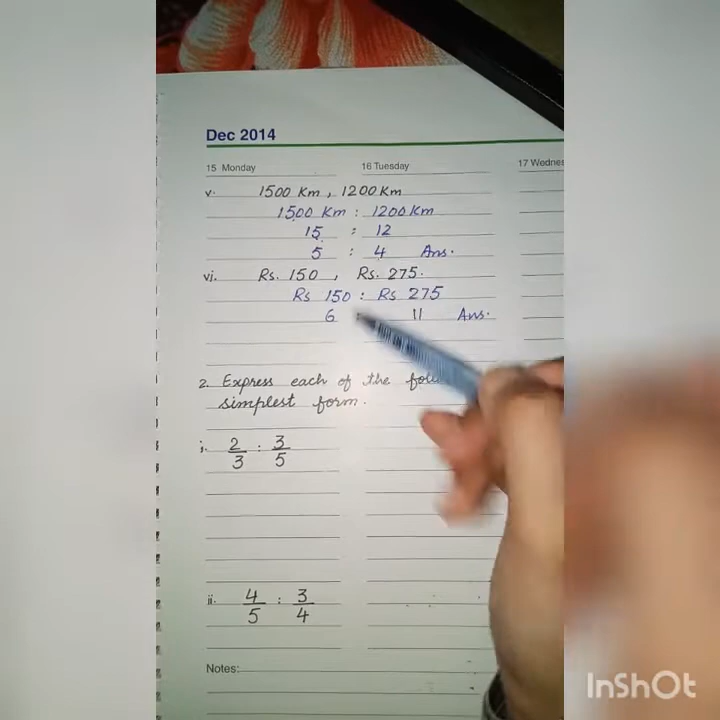 Dec 2014
15 Monday 16 Tuesday 17 Wednes
v. 1500 Km, 1200 Km
1500 Km : 1200 Km
15 : 12
5 : 4 Ans.
vi. Rs. 150, Rs. 275.
Rs 150 : Rs 275
6 : 11 Ans.
2. Express each of the
simplest form.
i. 2/3 : 3/5
ii. 4/5 : 3/4
Notes:
InShOt